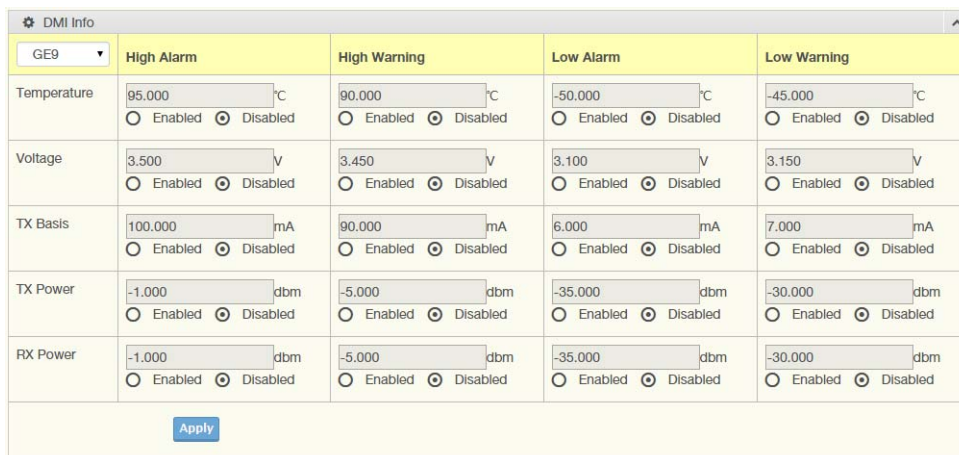 DMI Info
GE9 High Alarm High Warning Low Alarm Low Warning
Temperature 95.000 °C 90.000 °C -50.000 °C -45.000 °C
Enabled Disabled Enabled Disabled Enabled Disabled Enabled Disabled
Voltage 3.500 V 3.450 V 3.100 V 3.150 V
Enabled Disabled Enabled Disabled Enabled Disabled Enabled Disabled
TX Basis 100.000 mA 90.000 mA 6.000 mA 7.000 mA
Enabled Disabled Enabled Disabled Enabled Disabled Enabled Disabled
TX Power -1.000 dbm -5.000 dbm -35.000 dbm -30.000 dbm
Enabled Disabled Enabled Disabled Enabled Disabled Enabled Disabled
RX Power -1.000 dbm -5.000 dbm -35.000 dbm -30.000 dbm
Enabled Disabled Enabled Disabled Enabled Disabled Enabled Disabled
Apply